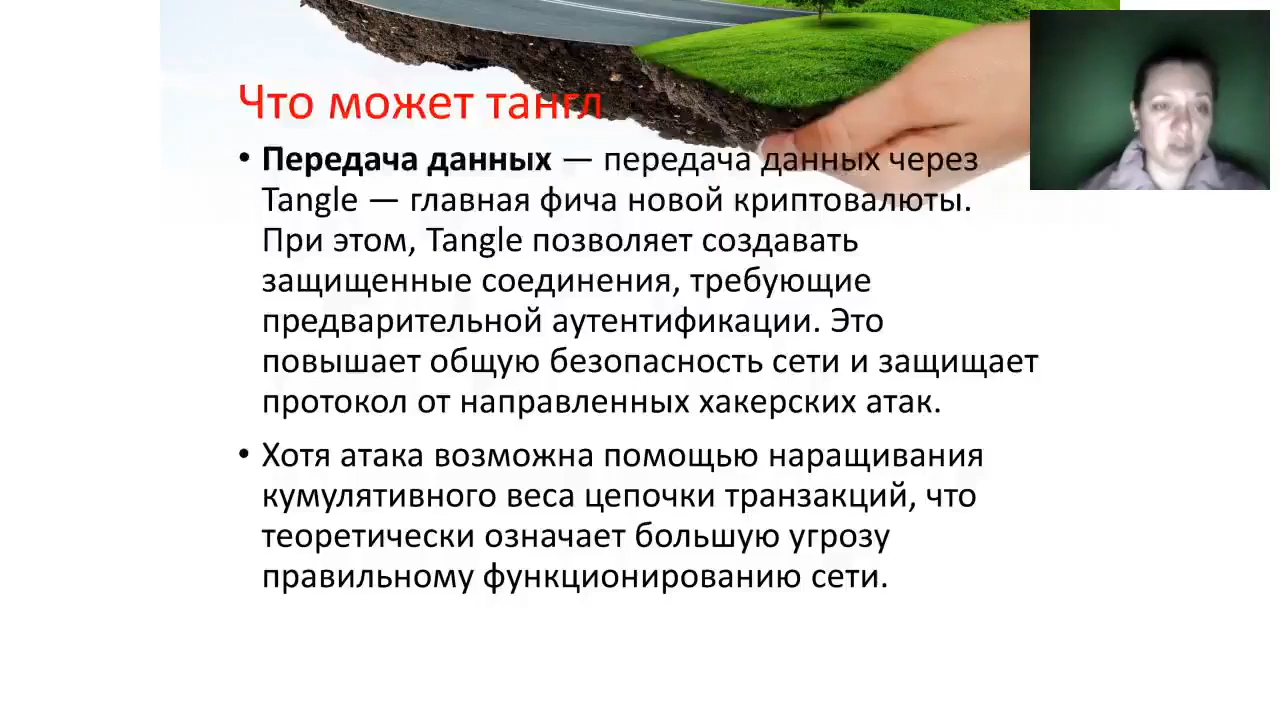 Что может тангл
• Передача данных — передача данных через
Tangle — главная фича новой криптовалюты.
При этом, Tangle позволяет создавать
защищенные соединения, требующие
предварительной аутентификации. Это
повышает общую безопасность сети и защищает
протокол от направленных хакерских атак.
• Хотя атака возможна помощью наращивания
кумулятивного веса цепочки транзакций, что
теоретически означает большую угрозу
правильному функционированию сети.